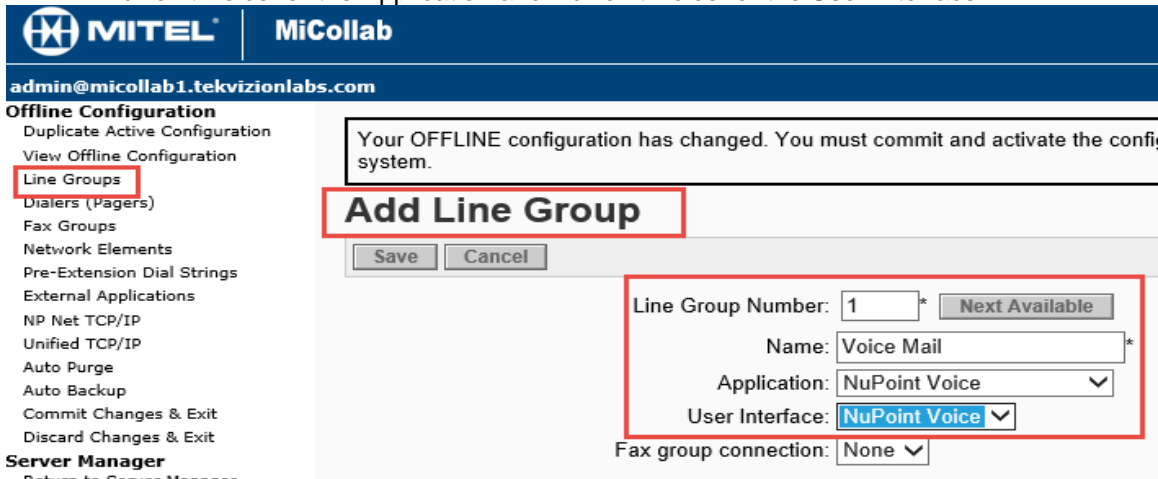 MITEL MiCollab
admin@micollab1.tekvizionlabs.com
Offline Configuration
Duplicate Active Configuration
View Offline Configuration
Line Groups
Dialers (Pagers)
Fax Groups
Network Elements
Pre-Extension Dial Strings
External Applications
NP Net TCP/IP
Unified TCP/IP
Auto Purge
Auto Backup
Commit Changes & Exit
Discard Changes & Exit
Server Manager
Your OFFLINE configuration has changed. You must commit and activate the
system.
Add Line Group
Save Cancel
Line Group Number: 1 * Next Available
Name: Voice Mail *
Application: NuPoint Voice
User Interface: NuPoint Voice
Fax group connection: None